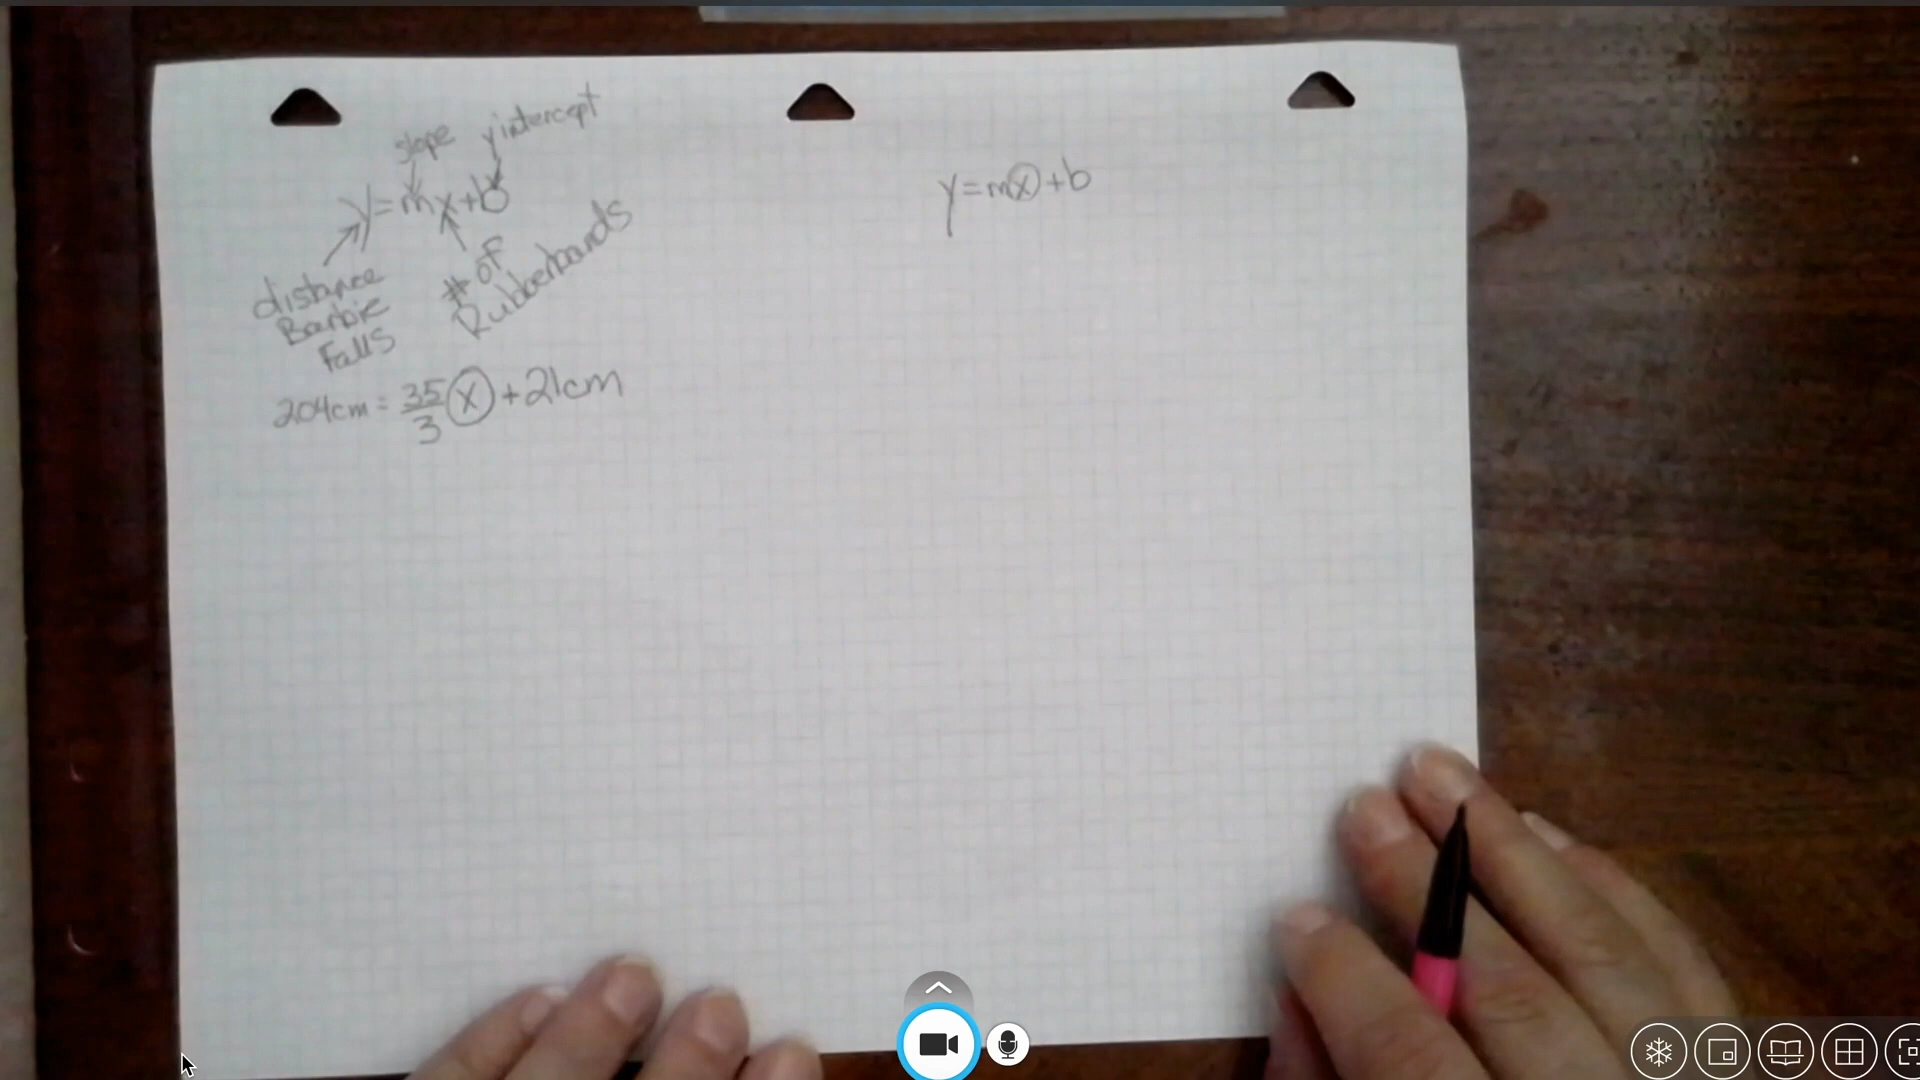 slope y intercept
y=mx+b
distance
Barbie
Falls
# of
Rubberbands
204cm = 35/3 (x) + 21cm
y=mx+b